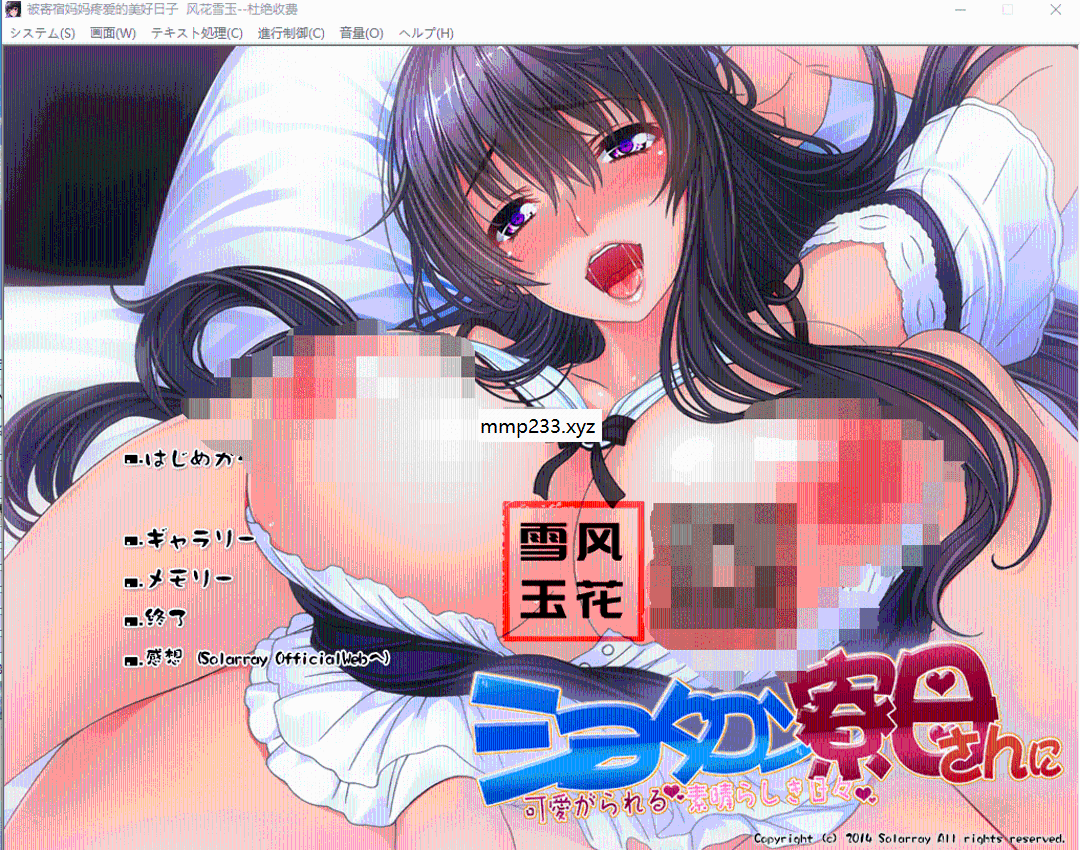 被寄宿妈妈疼爱的美好日子 风花雪玉--杜绝收费
システム(S) 画面(W) テキスト処理(C) 進行制御(C) 音量(O) ヘルプ(H)
mmp233.xyz
はじめか
雪风
玉花
ギャラリー
メモリー
終了
感想 (Solarray OfficialWebへ)
寮母さんに
可愛がられる♥素晴らしき日々♥
Copyright (c) 2014 Solarray All rights reserved.